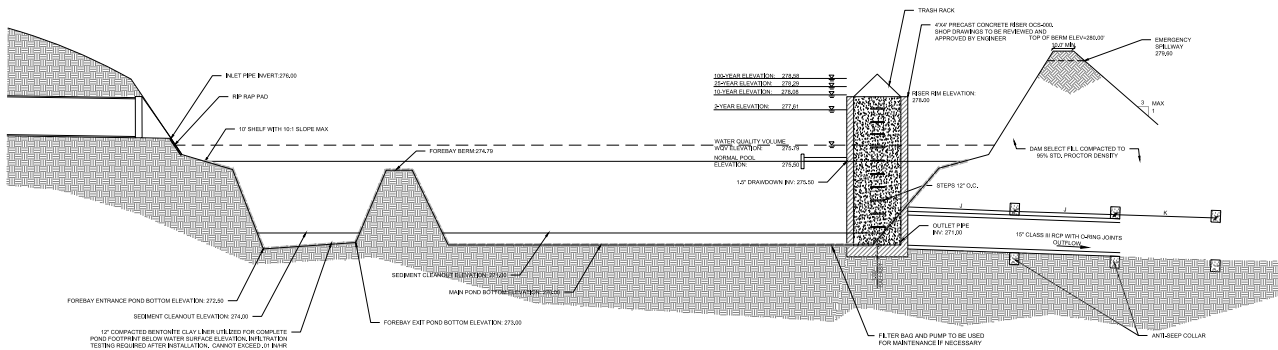 TRASH RACK
4'X4' PRECAST CONCRETE RISER OCS-000.
SHOP DRAWINGS TO BE REVIEWED AND
APPROVED BY ENGINEER
TOP OF BERM ELEV=280.00'
10.0' MIN.
EMERGENCY
SPILLWAY
279.60
INLET PIPE INVERT:276.00
RIP RAP PAD
10' SHELF WITH 10:1 SLOPE MAX
100-YEAR ELEVATION: 278.58
25-YEAR ELEVATION: 278.29
10-YEAR ELEVATION: 278.08
2-YEAR ELEVATION: 277.61
RISER RIM ELEVATION:
278.00
3
MAX
1
WATER QUALITY VOLUME
WQV ELEVATION: 275.79
NORMAL POOL
ELEVATION: 275.50
FOREBAY BERM:274.79
1.5" DRAWDOWN INV: 275.50
DAM SELECT FILL COMPACTED TO
95% STD. PROCTOR DENSITY
STEPS 12" O.C.
J J K
OUTLET PIPE
INV: 271.00
15" CLASS III RCP WITH O-RING JOINTS
OUTFLOW
SEDIMENT CLEANOUT ELEVATION: 271.00
MAIN POND BOTTOM ELEVATION: 270.00
FOREBAY ENTRANCE POND BOTTOM ELEVATION: 272.50
SEDIMENT CLEANOUT ELEVATION: 274.00
FOREBAY EXIT POND BOTTOM ELEVATION: 273.00
12" COMPACTED BENTONITE CLAY LINER UTILIZED FOR COMPLETE
POND FOOTPRINT BELOW WATER SURFACE ELEVATION. INFILTRATION
TESTING REQUIRED AFTER INSTALLATION. CANNOT EXCEED .01 IN/HR
FILTER BAG AND PUMP TO BE USED
FOR MAINTENANCE IF NECESSARY
ANTI-SEEP COLLAR